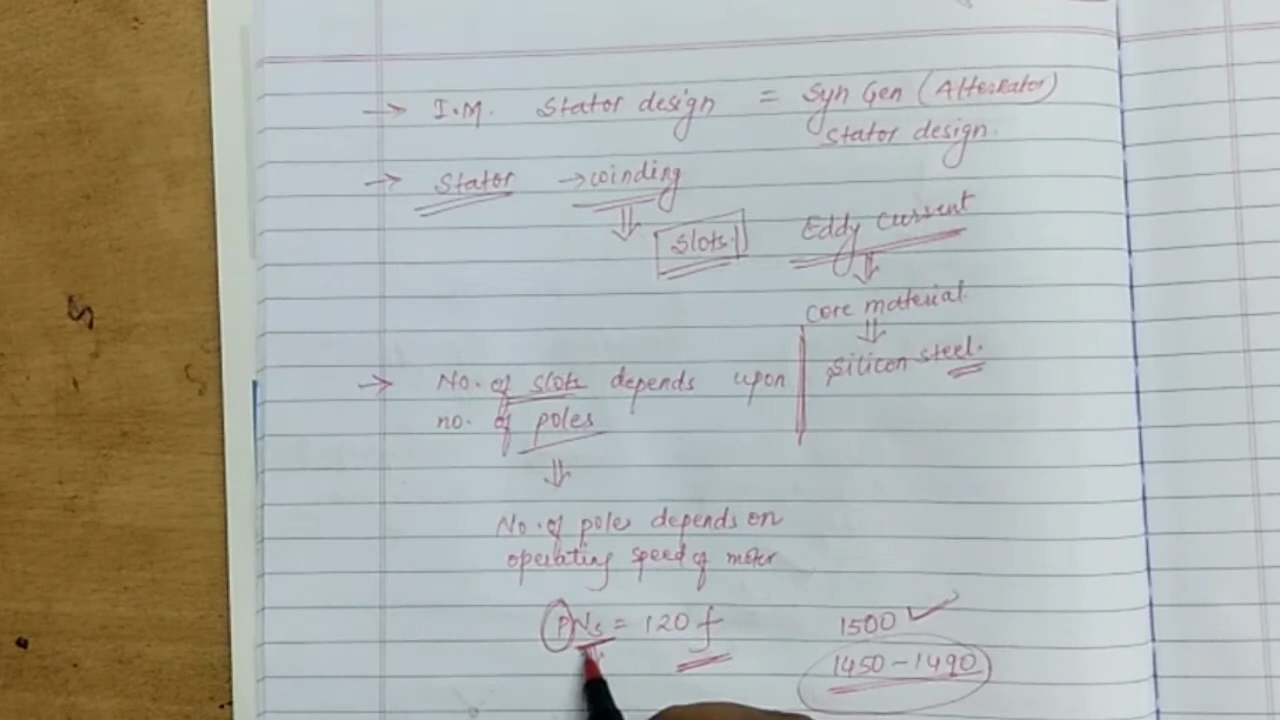 → I.M. Stator design = Syn Gen (Alternator)
stator design.
→ Stator → winding
⇓ Slots. Eddy current
⇓
core material.
⇓
silicon steel.
→ No. of slots depends upon
no. of poles
⇓
No. of poles depends on
operating speed of motor
PNs = 120 f 1500 ✓
1450 - 1490